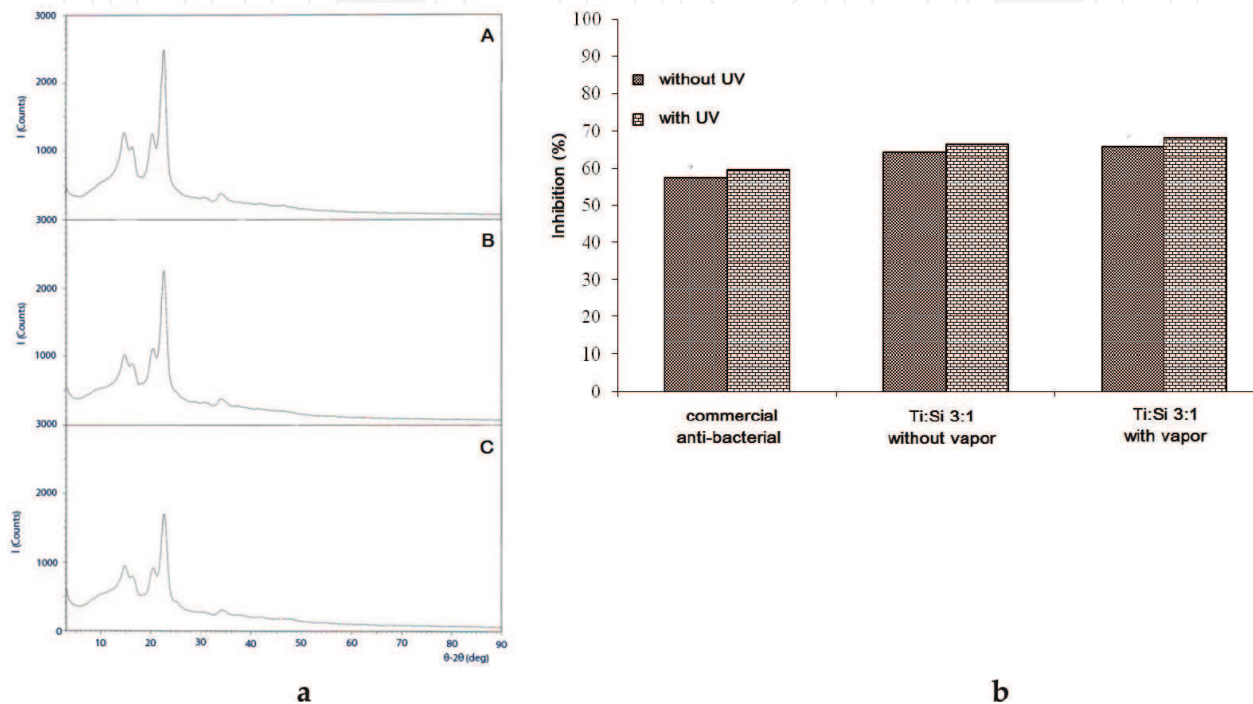 3000
A
2000
I (Counts)
1000
3000
B
2000
I (Counts)
1000
3000
C
2000
I (Counts)
1000
0
10 20 30 40 50 60 70 80 90
θ-2θ (deg)
a
100
90
80
70
60
50
40
30
20
10
0
Inhibition (%)
without UV
with UV
commercial
anti-bacterial
Ti:Si 3:1
without vapor
Ti:Si 3:1
with vapor
b